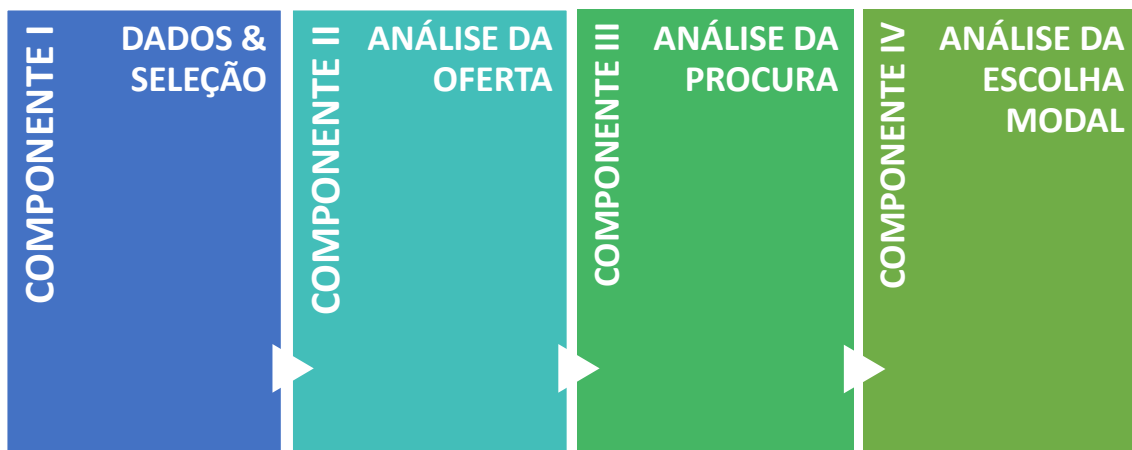 COMPONENTE I
DADOS &
SELEÇÃO
COMPONENTE II
ANÁLISE DA
OFERTA
COMPONENTE III
ANÁLISE DA
PROCURA
COMPONENTE IV
ANÁLISE DA
ESCOLHA
MODAL